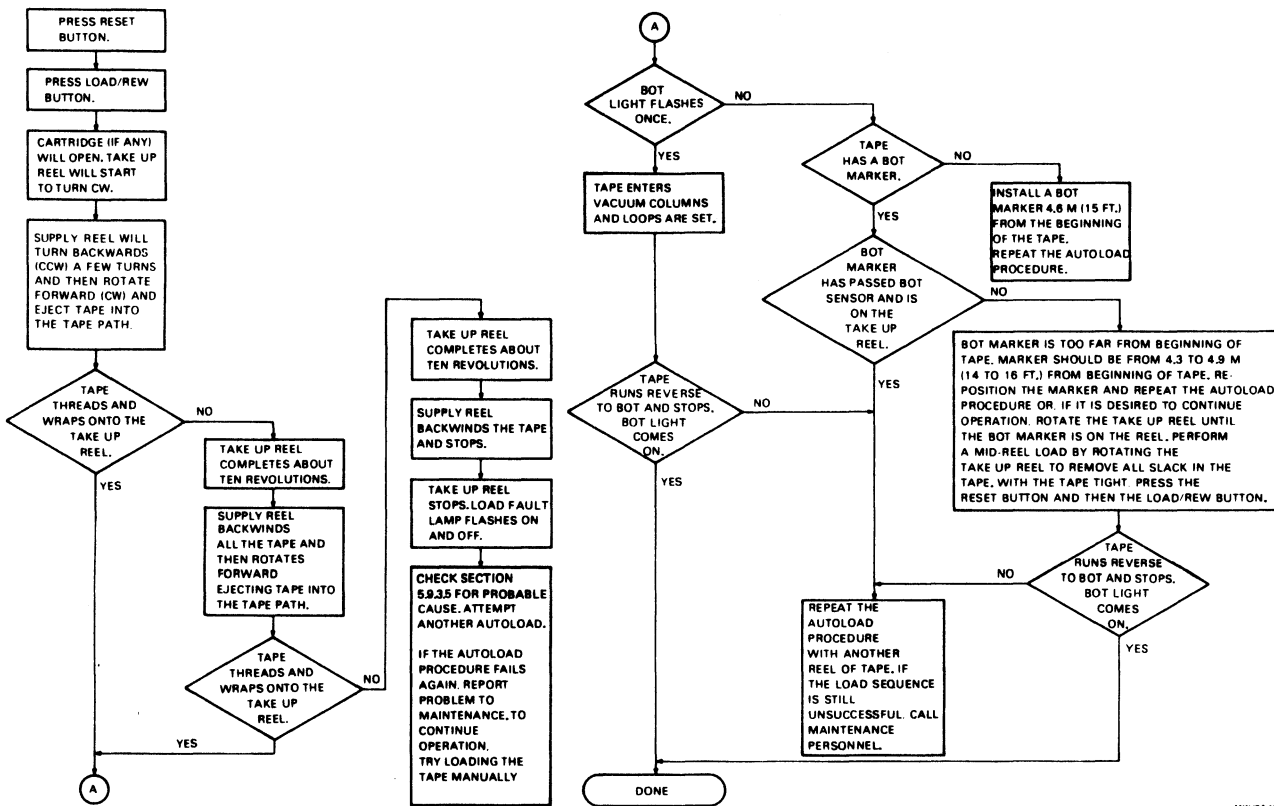 PRESS RESET
BUTTON.
PRESS LOAD/REW
BUTTON.
CARTRIDGE (IF ANY)
WILL OPEN. TAKE UP
REEL WILL START
TO TURN CW.
SUPPLY REEL WILL
TURN BACKWARDS
(CCW) A FEW TURNS
AND THEN ROTATE
FORWARD (CW) AND
EJECT TAPE INTO
THE TAPE PATH.
TAPE
THREADS AND
WRAPS ONTO THE
TAKE UP
REEL.
NO
YES
TAKE UP REEL
COMPLETES ABOUT
TEN REVOLUTIONS.
SUPPLY REEL
BACKWINDS
ALL THE TAPE AND
THEN ROTATES
FORWARD
EJECTING TAPE INTO
THE TAPE PATH.
TAPE
THREADS AND
WRAPS ONTO THE
TAKE UP
REEL.
NO
YES
A
TAKE UP REEL
COMPLETES ABOUT
TEN REVOLUTIONS.
SUPPLY REEL
BACKWINDS THE TAPE
AND STOPS.
TAKE UP REEL
STOPS. LOAD FAULT
LAMP FLASHES ON
AND OFF.
CHECK SECTION
5.9.3.5 FOR PROBABLE
CAUSE. ATTEMPT
ANOTHER AUTOLOAD.
IF THE AUTOLOAD
PROCEDURE FAILS
AGAIN. REPORT
PROBLEM TO
MAINTENANCE. TO
CONTINUE
OPERATION,
TRY LOADING THE
TAPE MANUALLY
A
BOT
LIGHT FLASHES
ONCE.
NO
YES
TAPE ENTERS
VACUUM COLUMNS
AND LOOPS ARE SET.
TAPE
RUNS REVERSE
TO BOT AND STOPS.
BOT LIGHT
COMES
ON.
NO
YES
TAPE
HAS A BOT
MARKER.
NO
YES
INSTALL A BOT
MARKER 4.6 M (15 FT.)
FROM THE BEGINNING
OF THE TAPE.
REPEAT THE AUTOLOAD
PROCEDURE.
BOT
MARKER
HAS PASSED BOT
SENSOR AND IS
ON THE
TAKE UP
REEL.
NO
YES
BOT MARKER IS TOO FAR FROM BEGINNING OF
TAPE. MARKER SHOULD BE FROM 4.3 TO 4.9 M
(14 TO 16 FT.) FROM BEGINNING OF TAPE. RE-
POSITION THE MARKER AND REPEAT THE AUTOLOAD
PROCEDURE OR. IF IT IS DESIRED TO CONTINUE
OPERATION. ROTATE THE TAKE UP REEL UNTIL
THE BOT MARKER IS ON THE REEL. PERFORM
A MID-REEL LOAD BY ROTATING THE
TAKE UP REEL TO REMOVE ALL SLACK IN THE
TAPE. WITH THE TAPE TIGHT. PRESS THE
RESET BUTTON AND THEN THE LOAD/REW BUTTON.
TAPE
RUNS REVERSE
TO BOT AND STOPS.
BOT LIGHT
COMES
ON.
NO
YES
REPEAT THE
AUTOLOAD
PROCEDURE
WITH ANOTHER
REEL OF TAPE. IF
THE LOAD SEQUENCE
IS STILL
UNSUCCESSFUL. CALL
MAINTENANCE
PERSONNEL.
DONE